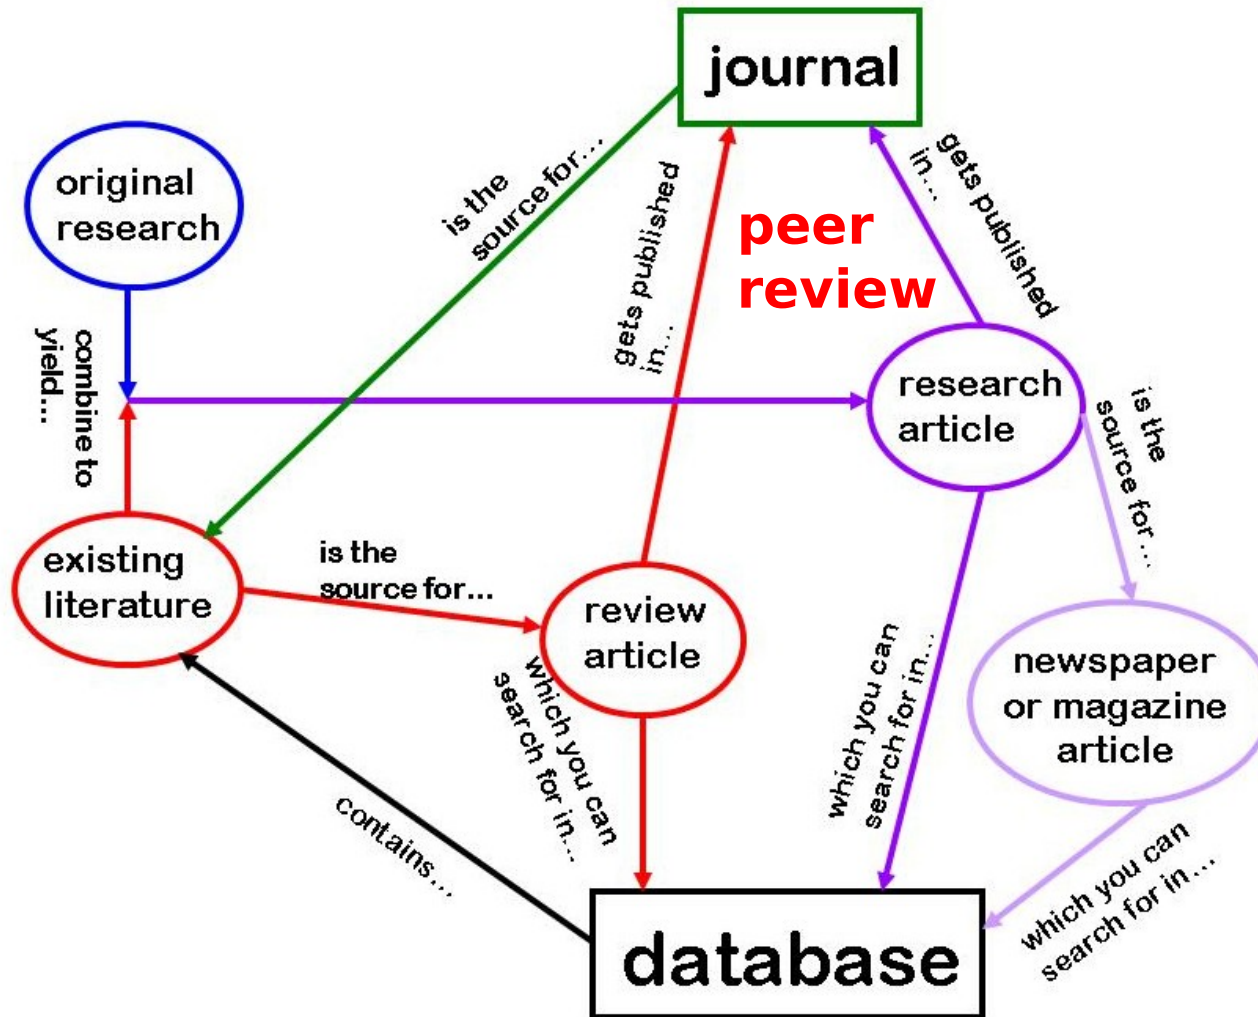 journal
original
research
is the
source for...
gets published
in...
peer
review
gets published
in...
combine to
yield...
research
article
is the
source for...
existing
literature
is the
source for...
review
article
which you can
search for in...
which you can
search for in...
newspaper
or magazine
article
contains...
which you can
search for in...
database